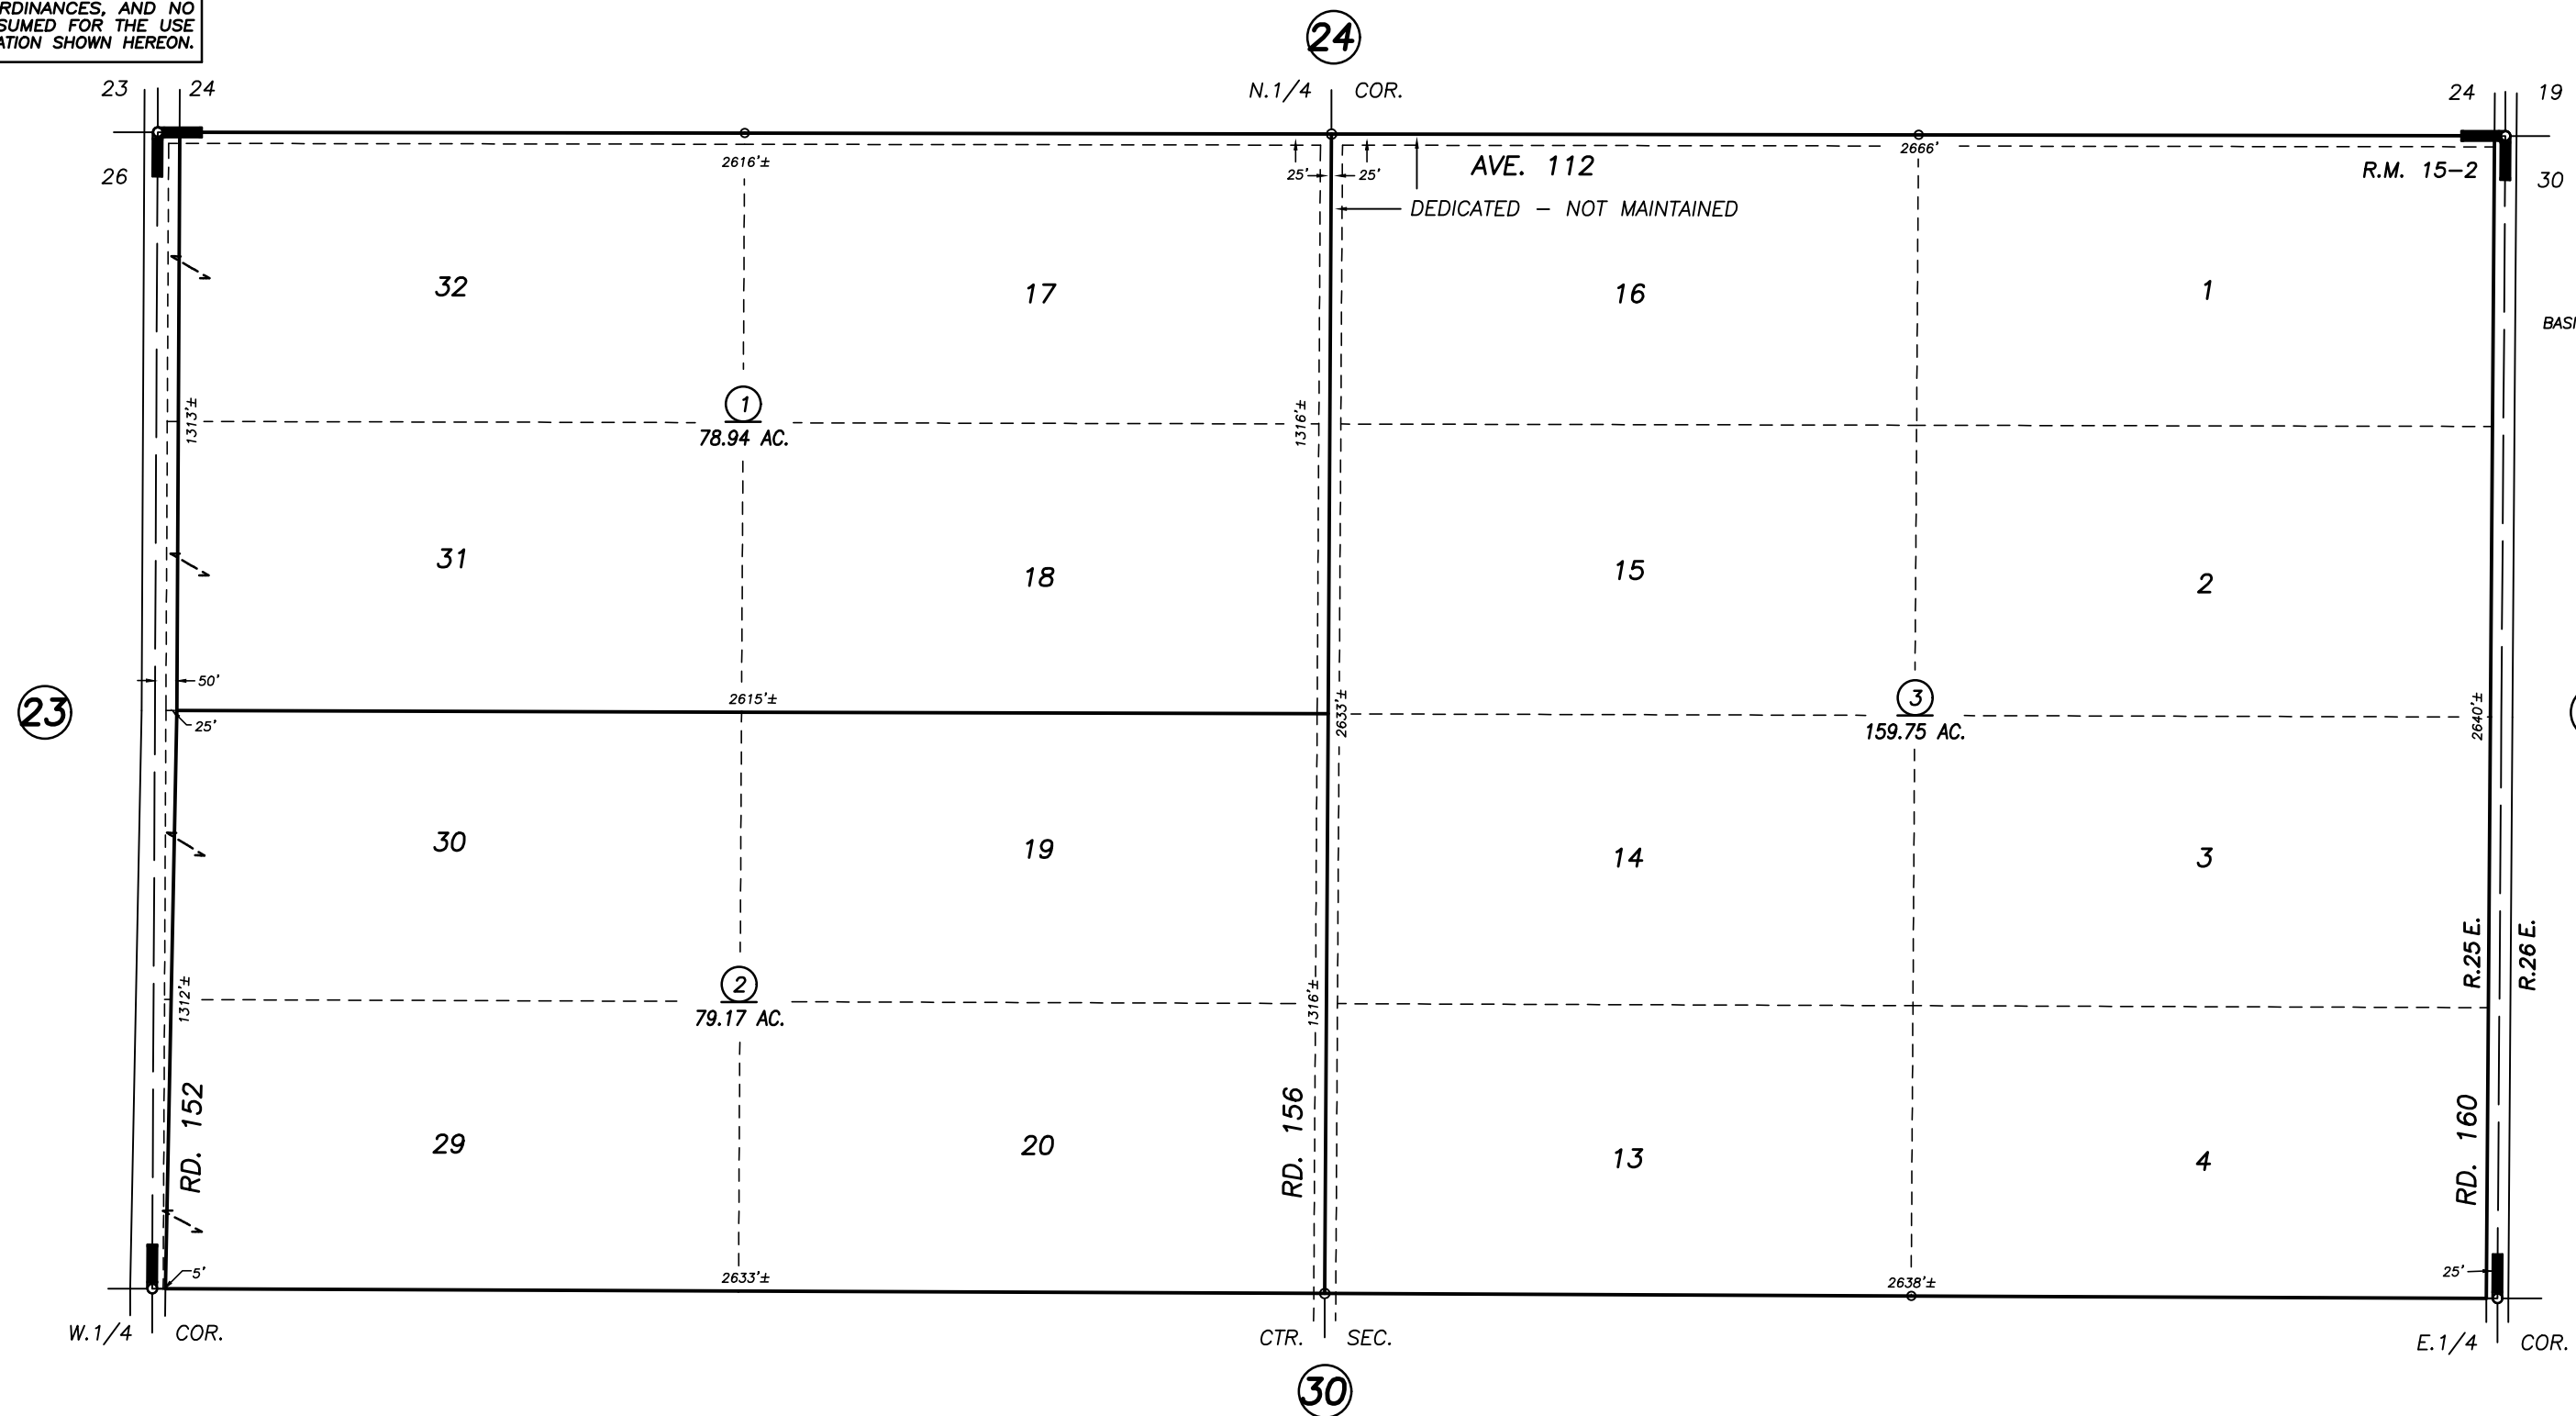 RDINANCES, AND NO
SUMED FOR THE USE
ATION SHOWN HEREON.
24
N.1/4 COR.
23 24
24 19
26
30
2616'±
25' 25'
AVE. 112
2666'
R.M. 15-2
DEDICATED – NOT MAINTAINED
32
17
16
1
BASI
1313'±
1
78.94 AC.
1316'±
31
18
15
2
50'
23
2615'±
25'
2633'±
3
159.75 AC.
2640'±
30
19
14
3
R.25 E.
R.26 E.
1312'±
2
79.17 AC.
1316'±
RD. 152
29
20
RD. 156
13
4
RD. 160
5'
2633'±
2638'±
25'
W.1/4 COR.
CTR. SEC.
E.1/4 COR.
30